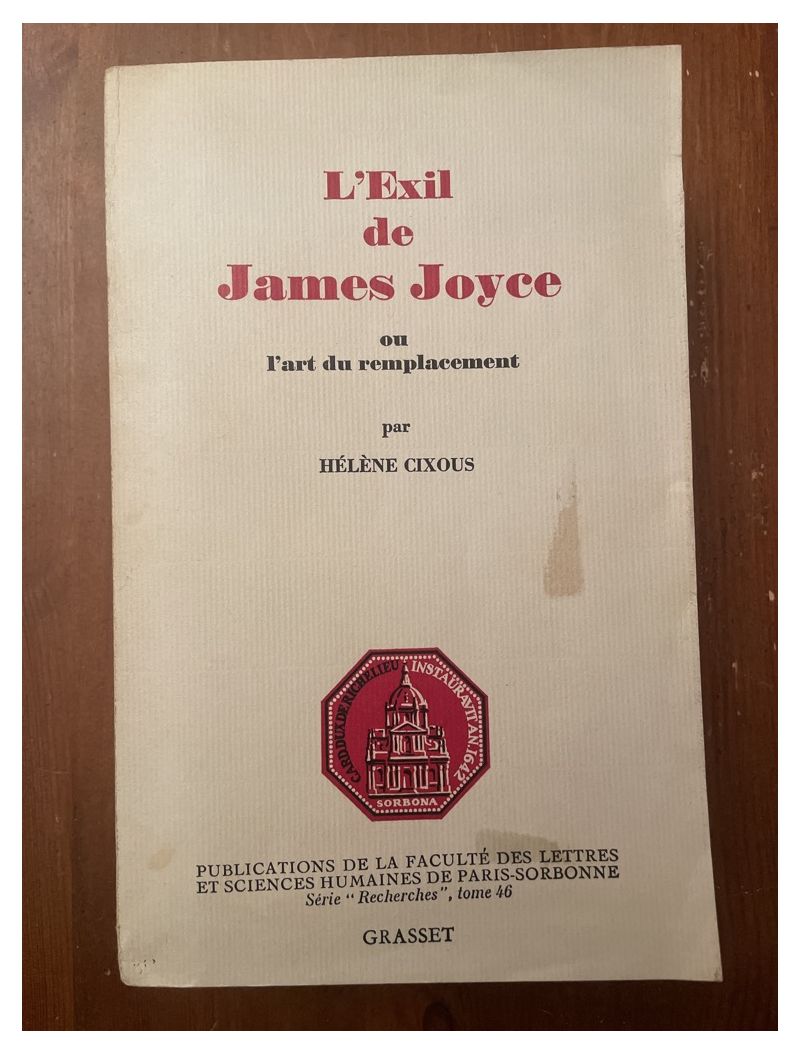 L'Exil
de
James Joyce
ou
l'art du remplacement
par
HÉLÈNE CIXOUS
CARD DUX DE RICHELIEU INSTAURAVIT AN. 1642
SORBONA
PUBLICATIONS DE LA FACULTÉ DES LETTRES
ET SCIENCES HUMAINES DE PARIS-SORBONNE
Série "Recherches", tome 46
GRASSET